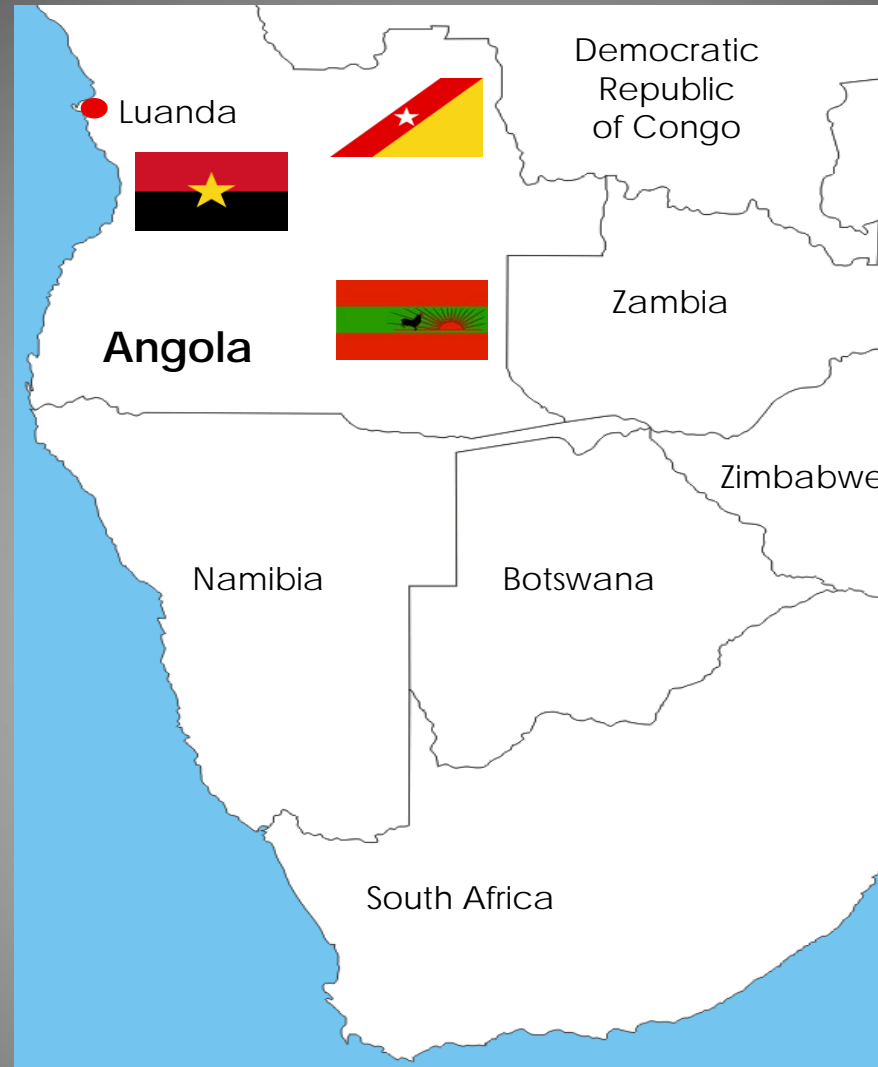 Democratic
Republic
of Congo
Luanda
Zambia
Angola
Zimbabwe
Namibia
Botswana
South Africa